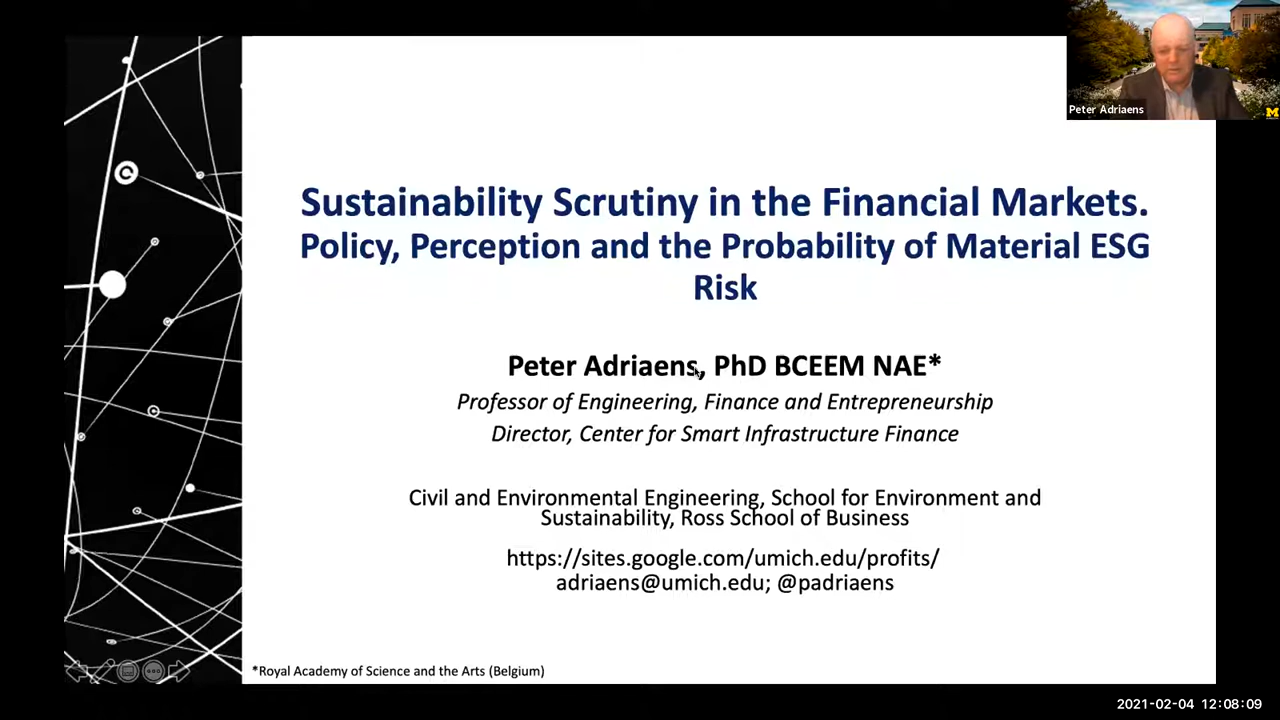 Peter Adriaens
M
Sustainability Scrutiny in the Financial Markets.
Policy, Perception and the Probability of Material ESG
Risk
Peter Adriaens, PhD BCEEM NAE*
Professor of Engineering, Finance and Entrepreneurship
Director, Center for Smart Infrastructure Finance
Civil and Environmental Engineering, School for Environment and
Sustainability, Ross School of Business
https://sites.google.com/umich.edu/profits/
adriaens@umich.edu; @padriaens
*Royal Academy of Science and the Arts (Belgium)
2021-02-04 12:08:09